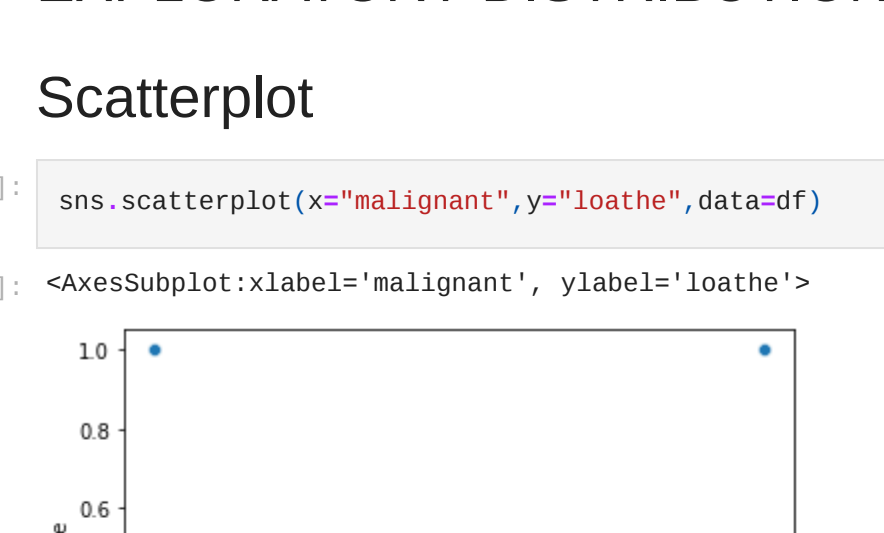 Scatterplot
]: sns.scatterplot(x="malignant",y="loathe",data=df)
]: <AxesSubplot:xlabel='malignant', ylabel='loathe'>
1.0
0.8
0.6
e